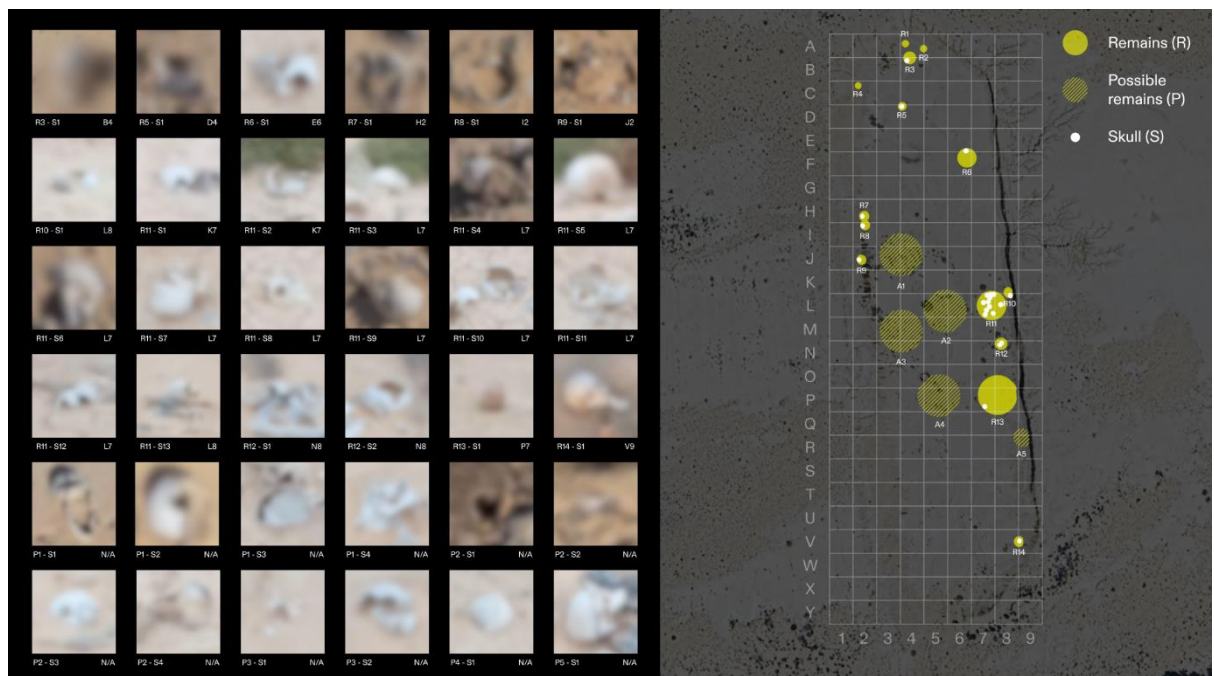 R3 - S1 B4 R5 - S1 D4 R6 - S1 E6 R7 - S1 H2 R8 - S1 I2 R9 - S1 J2
R10 - S1 L8 R11 - S1 K7 R11 - S2 K7 R11 - S3 L7 R11 - S4 L7 R11 - S5 L7
R11 - S6 L7 R11 - S7 L7 R11 - S8 L7 R11 - S9 L7 R11 - S10 L7 R11 - S11 L7
R11 - S12 L7 R11 - S13 L8 R12 - S1 N8 R12 - S2 N8 R13 - S1 P7 R14 - S1 V9
P1 - S1 N/A P1 - S2 N/A P1 - S3 N/A P1 - S4 N/A P2 - S1 N/A P2 - S2 N/A
P2 - S3 N/A P2 - S4 N/A P3 - S1 N/A P3 - S2 N/A P4 - S1 N/A P5 - S1 N/A
R1
A
R2
B
R3
C
R4
R5
D
E
F
R6
G
R7
H
R8
I
J
R9
A1
K
R10
L
R11
M
A2
A3
R12
N
O
P
A4
R13
Q
R
A5
S
T
U
V
R14
W
X
Y
1 2 3 4 5 6 7 8 9
Remains (R)
Possible
remains (P)
Skull (S)